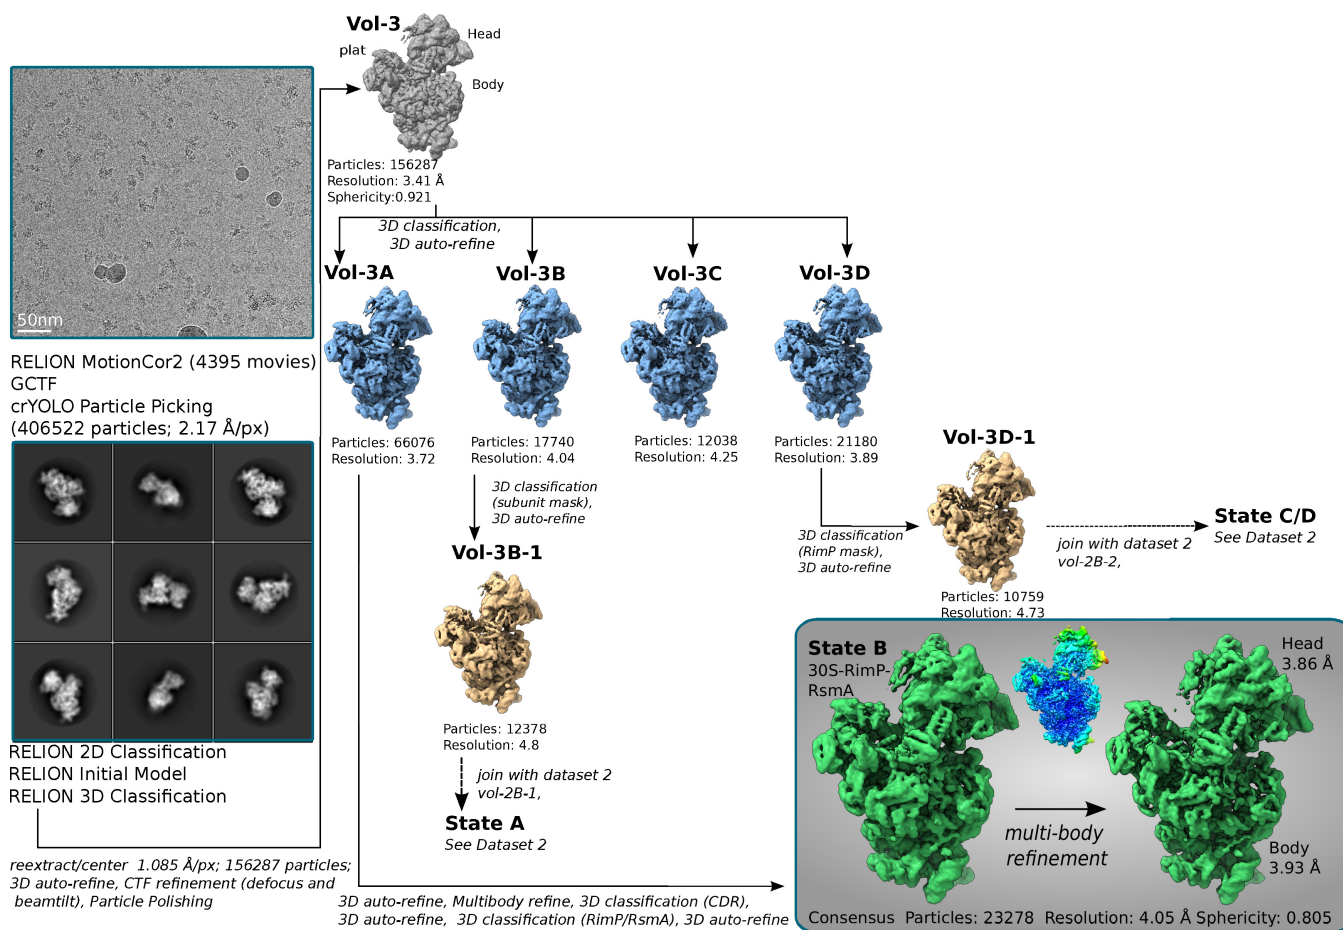 Vol-3
Head
plat
Body
Particles: 156287
Resolution: 3.41 Å
Sphericity:0.921
3D classification,
3D auto-refine
50nm
RELION MotionCor2 (4395 movies)
GCTF
crYOLO Particle Picking
(406522 particles; 2.17 Å/px)
RELION 2D Classification
RELION Initial Model
RELION 3D Classification
reextract/center 1.085 Å/px; 156287 particles;
3D auto-refine, CTF refinement (defocus and
beamtilt), Particle Polishing
Vol-3A
Particles: 66076
Resolution: 3.72
Vol-3B
Particles: 17740
Resolution: 4.04
Vol-3C
Particles: 12038
Resolution: 4.25
Vol-3D
Particles: 21180
Resolution: 3.89
3D classification
(subunit mask),
3D auto-refine
Vol-3B-1
Particles: 12378
Resolution: 4.8
join with dataset 2
vol-2B-1,
State A
See Dataset 2
3D classification
(RimP mask),
3D auto-refine
Vol-3D-1
Particles: 10759
Resolution: 4.73
join with dataset 2
vol-2B-2,
State C/D
See Dataset 2
3D auto-refine, Multibody refine, 3D classification (CDR),
3D auto-refine, 3D classification (RimP/RsmA), 3D auto-refine
State B
30S-RimP-
RsmA
multi-body
refinement
Head
3.86 Å
Body
3.93 Å
Consensus Particles: 23278 Resolution: 4.05 Å Sphericity: 0.805